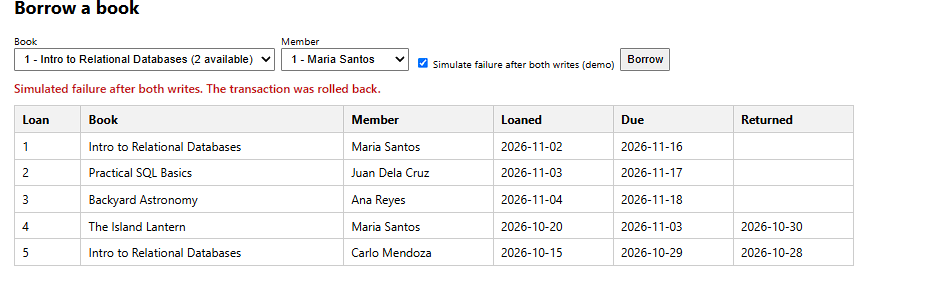 Borrow a book
Book Member
1 - Intro to Relational Databases (2 available) 1 - Maria Santos Simulate failure after both writes (demo) Borrow
Simulated failure after both writes. The transaction was rolled back.
Loan Book Member Loaned Due Returned
1 Intro to Relational Databases Maria Santos 2026-11-02 2026-11-16
2 Practical SQL Basics Juan Dela Cruz 2026-11-03 2026-11-17
3 Backyard Astronomy Ana Reyes 2026-11-04 2026-11-18
4 The Island Lantern Maria Santos 2026-10-20 2026-11-03 2026-10-30
5 Intro to Relational Databases Carlo Mendoza 2026-10-15 2026-10-29 2026-10-28